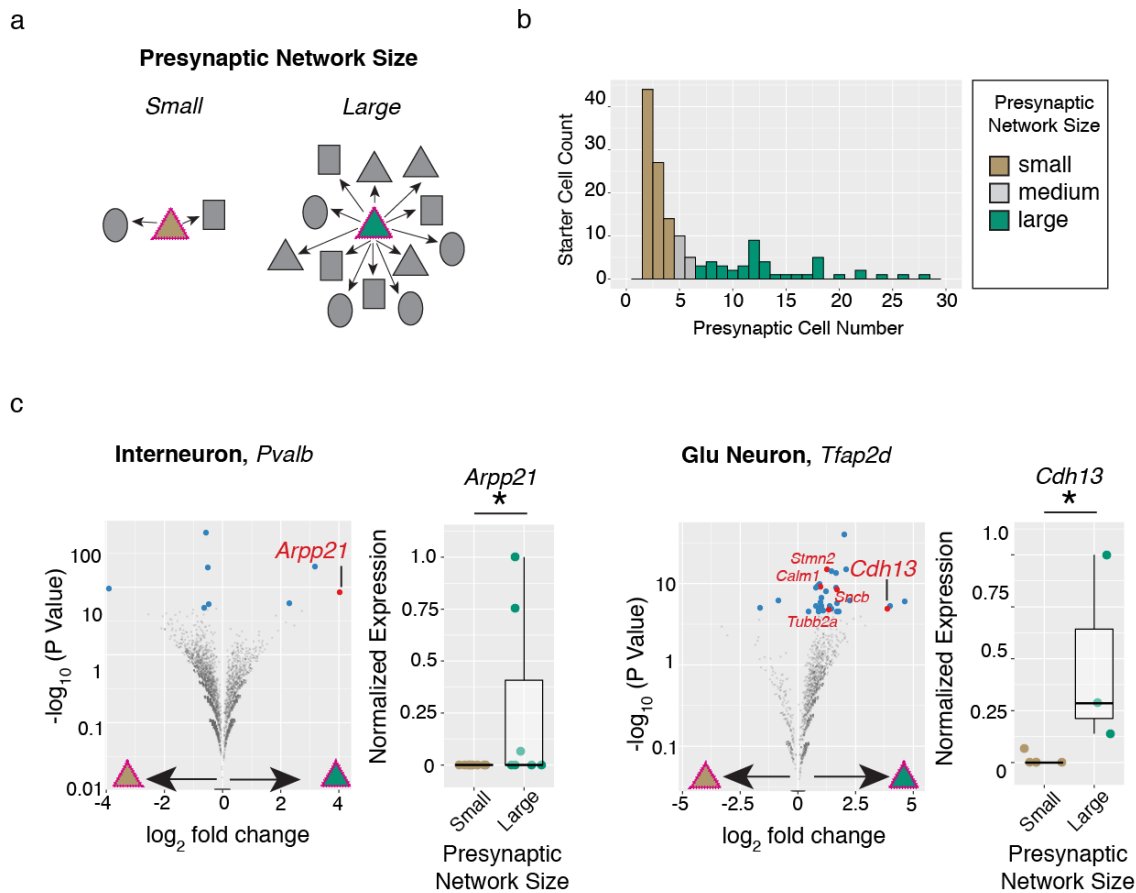 a
Presynaptic Network Size
Small
Large
b
Starter Cell Count
40
30
20
10
0
0
5
10
15
20
25
30
Presynaptic Cell Number
Presynaptic
Network Size
small
medium
large
c
Interneuron, Pvalb
-log10 (P Value)
100
10
1
0.1
0.01
Arpp21
-4
-2
0
2
4
log2 fold change
Arpp21
*
Normalized Expression
1.0
0.75
0.5
0.25
0
Small
Large
Presynaptic
Network Size
Glu Neuron, Tfap2d
-log10 (P Value)
10
1
0.1
Stmn2
Calm1
Cdh13
Sncb
Tubb2a
-5
-2.5
0
2.5
5
log2 fold change
Cdh13
*
Normalized Expression
1.0
0.75
0.5
0.25
0
Small
Large
Presynaptic
Network Size